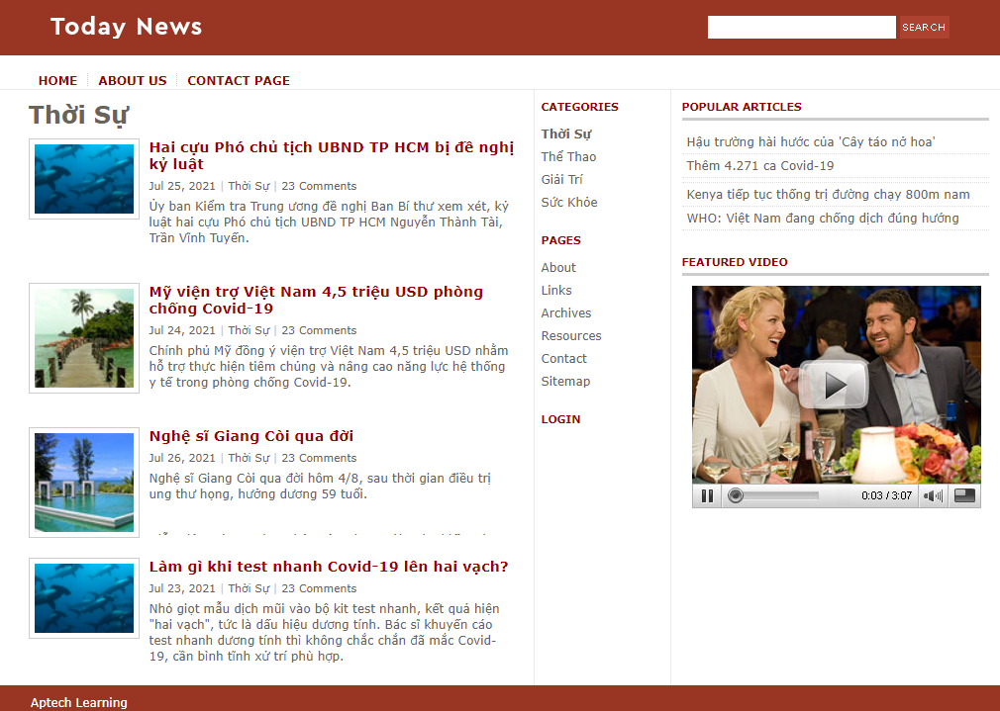 Today News
SEARCH
HOME
ABOUT US
CONTACT PAGE
Thời Sự
Hai cựu Phó chủ tịch UBND TP HCM bị đề nghị
kỷ luật
Jul 25, 2021 | Thời Sự | 23 Comments
Ủy ban Kiểm tra Trung ương đề nghị Ban Bí thư xem xét, kỷ
luật hai cựu Phó chủ tịch UBND TP HCM Nguyễn Thành Tài,
Trần Vĩnh Tuyến.
Mỹ viện trợ Việt Nam 4,5 triệu USD phòng
chống Covid-19
Jul 24, 2021 | Thời Sự | 23 Comments
Chính phủ Mỹ đồng ý viện trợ Việt Nam 4,5 triệu USD nhằm
hỗ trợ thực hiện tiêm chủng và nâng cao năng lực hệ thống
y tế trong phòng chống Covid-19.
Nghệ sĩ Giang Còi qua đời
Jul 26, 2021 | Thời Sự | 23 Comments
Nghệ sĩ Giang Còi qua đời hôm 4/8, sau thời gian điều trị
ung thư họng, hưởng dương 59 tuổi.
Làm gì khi test nhanh Covid-19 lên hai vạch?
Jul 23, 2021 | Thời Sự | 23 Comments
Nhỏ giọt mẫu dịch mũi vào bộ kit test nhanh, kết quả hiện
"hai vạch", tức là dấu hiệu dương tính. Bác sĩ khuyến cáo
test nhanh dương tính thì không chắc chắn đã mắc Covid-
19, cần bình tĩnh xử trí phù hợp.
CATEGORIES
Thời Sự
Thể Thao
Giải Trí
Sức Khỏe
PAGES
About
Links
Archives
Resources
Contact
Sitemap
LOGIN
POPULAR ARTICLES
Hậu trường hài hước của 'Cây táo nở hoa'
Thêm 4.271 ca Covid-19
Kenya tiếp tục thống trị đường chạy 800m nam
WHO: Việt Nam đang chống dịch đúng hướng
FEATURED VIDEO
0:03 / 3:07
Aptech Learning